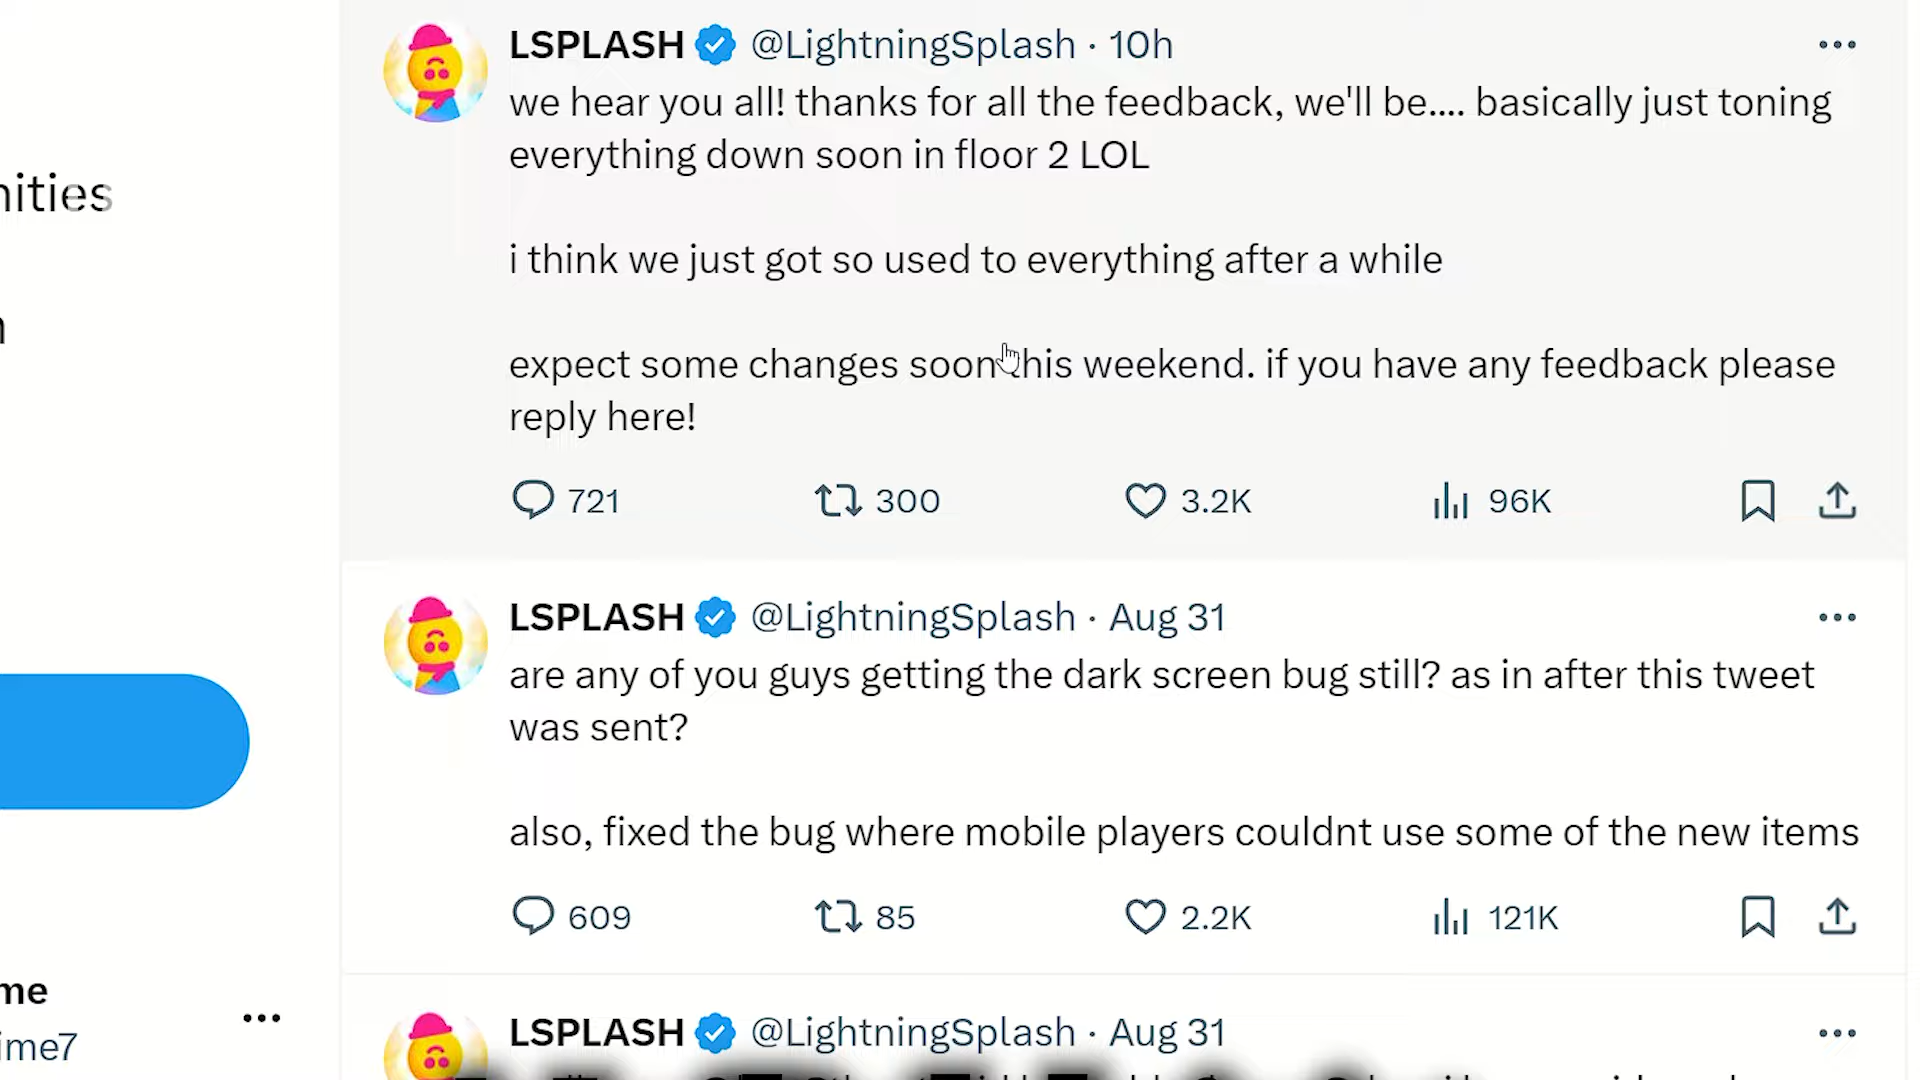 LSPLASH @LightningSplash · 10h
we hear you all! thanks for all the feedback, we'll be.... basically just toning
everything down soon in floor 2 LOL
nities
i think we just got so used to everything after a while
expect some changes soon this weekend. if you have any feedback please
reply here!
721 300 3.2K 96K
LSPLASH @LightningSplash · Aug 31
are any of you guys getting the dark screen bug still? as in after this tweet
was sent?
also, fixed the bug where mobile players couldnt use some of the new items
609 85 2.2K 121K
me
ime7
LSPLASH @LightningSplash · Aug 31